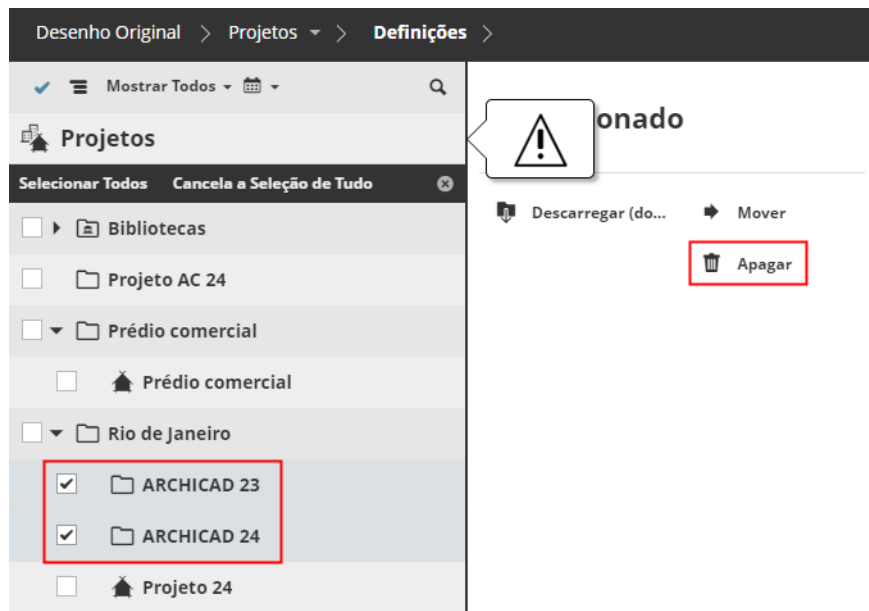 Desenho Original > Projetos > Definições >
Mostrar Todos
Projetos
Selecionar Todos Cancela a Seleção de Tudo
Bibliotecas
Projeto AC 24
Prédio comercial
Prédio comercial
Rio de Janeiro
ARCHICAD 23
ARCHICAD 24
Projeto 24
onado
Descarregar (do... Mover
Apagar